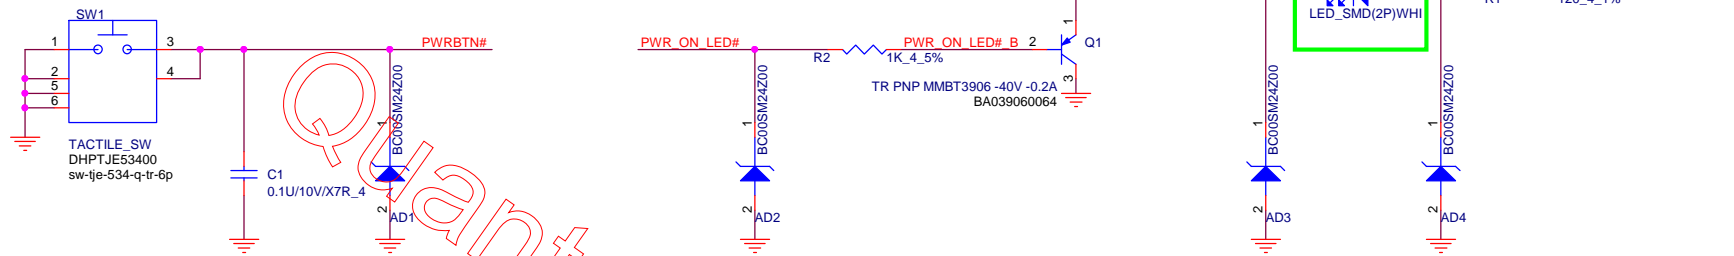 SW1
1
3
2
4
5
6
TACTILE_SW
DHPTJE53400
sw-tje-534-q-tr-6p
PWRBTN#
C1
0.1U/10V/X7R_4
1
BC00SM24Z00
2
AD1
Quant
PWR_ON_LED#
R2
1K_4_5%
PWR_ON_LED#_B
2
1
Q1
3
TR PNP MMBT3906 -40V -0.2A
BA039060064
1
BC00SM24Z00
2
AD2
LED_SMD(2P)WHI
1
BC00SM24Z00
2
AD3
1
BC00SM24Z00
2
AD4